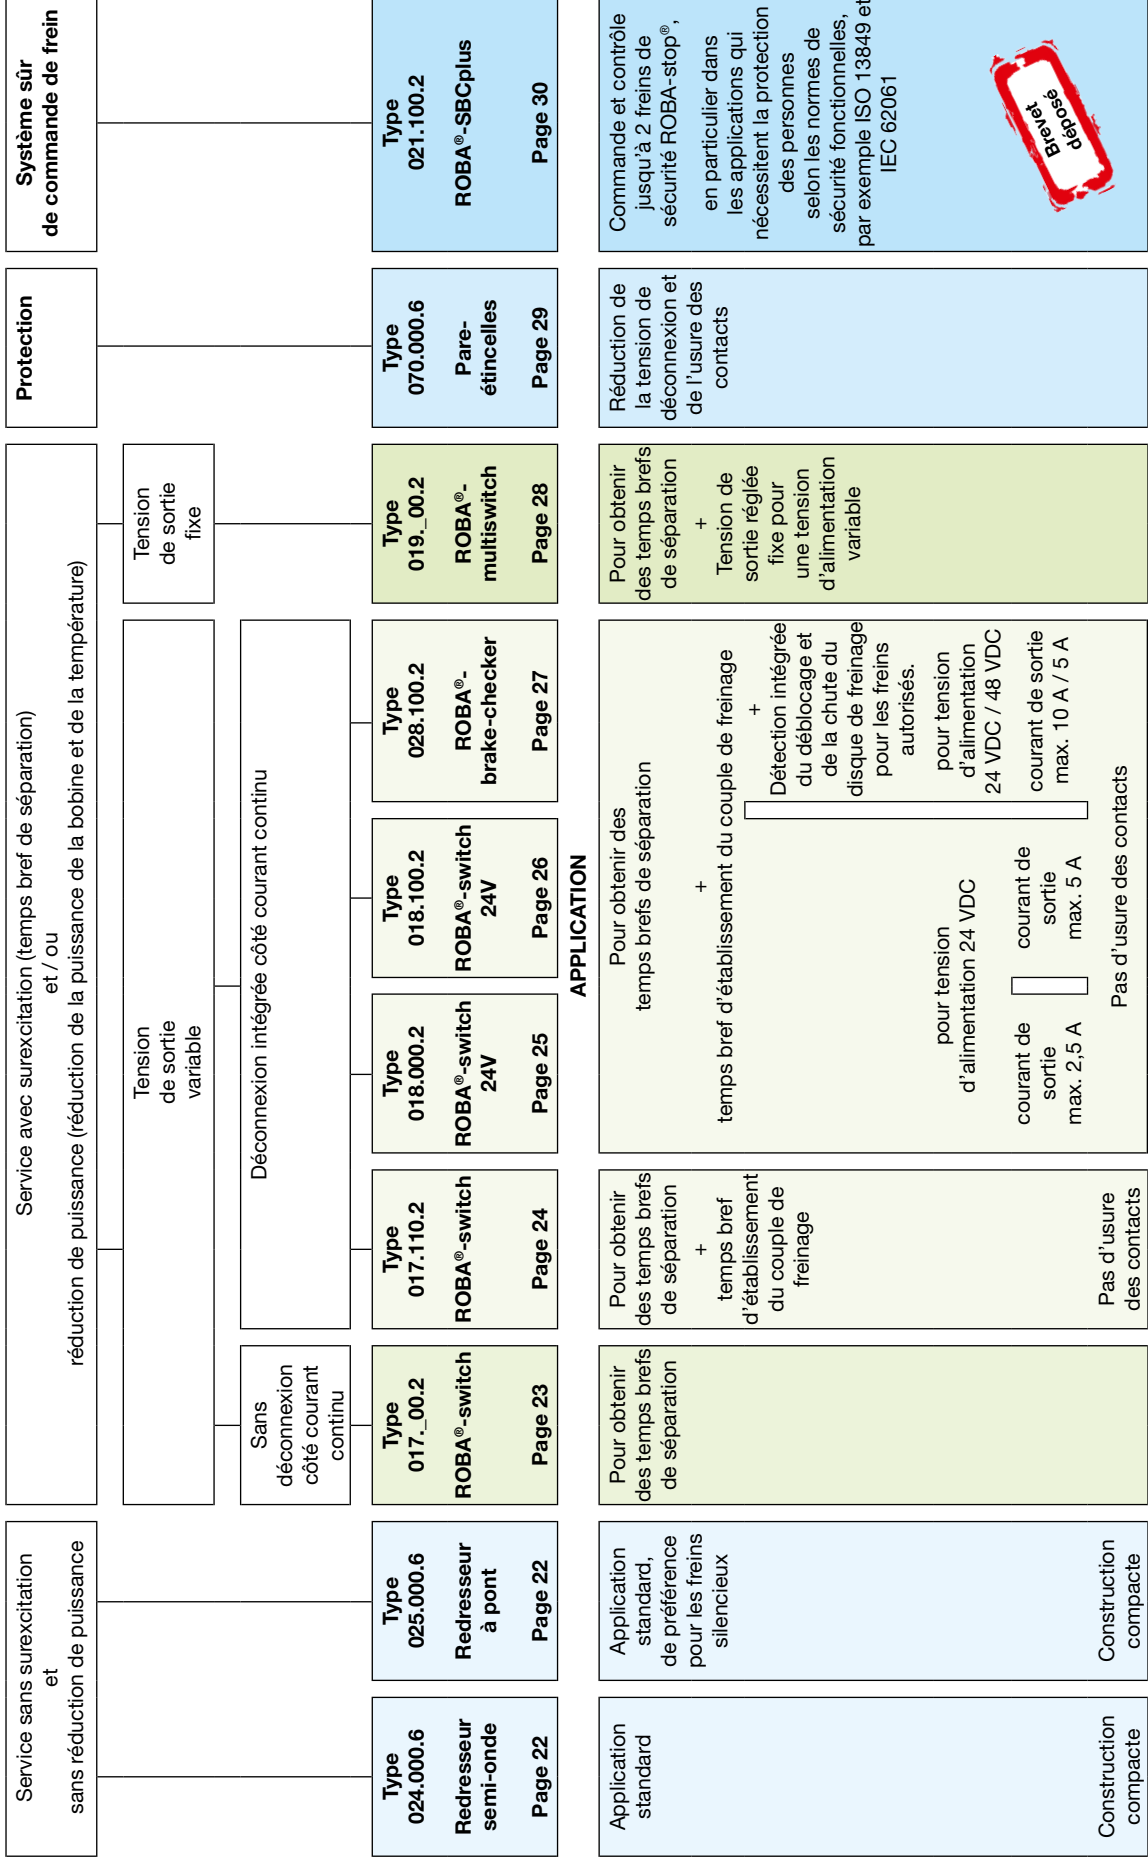 Service sans surexcitation
et
sans réduction de puissance
Service avec surexcitation (temps bref de séparation)
et / ou
réduction de puissance (réduction de la puissance de la bobine et de la température)
Protection
Système sûr
de commande de frein
Tension
de sortie
variable
Tension
de sortie
fixe
Sans
déconnexion
côté courant
continu
Déconnexion intégrée côté courant continu
Type
024.000.6
Redresseur
semi-onde
Page 22
Type
025.000.6
Redresseur
à pont
Page 22
Type
017._00.2
ROBA®-switch
Page 23
Type
017.110.2
ROBA®-switch
Page 24
Type
018.000.2
ROBA®-switch
24V
Page 25
Type
018.100.2
ROBA®-switch
24V
Page 26
Type
028.100.2
ROBA®-
brake-checker
Page 27
Type
019._00.2
ROBA®-
multiswitch
Page 28
Type
070.000.6
Pare-
étincelles
Page 29
Type
021.100.2
ROBA®-SBCplus
Page 30
APPLICATION
Application
standard
Construction
compacte
Application
standard,
de préférence
pour les freins
silencieux
Construction
compacte
Pour obtenir
des temps brefs
de séparation
Pour obtenir
des temps brefs
de séparation
+
temps bref
d'établissement
du couple de
freinage
Pas d'usure
des contacts
Pour obtenir des
temps brefs de séparation
+
temps bref d'établissement du couple de freinage
pour tension
d'alimentation 24 VDC
courant de
sortie
max. 2,5 A
courant de
sortie
max. 5 A
+
Détection intégrée
du déblocage et
de la chute du
disque de freinage
pour les freins
autorisés.
pour tension
d'alimentation
24 VDC / 48 VDC
courant de sortie
max. 10 A / 5 A
Pas d'usure des contacts
Pour obtenir
des temps brefs
de séparation
+
Tension de
sortie réglée
fixe pour
une tension
d'alimentation
variable
Réduction de
la tension de
déconnexion et
de l'usure des
contacts
Commande et contrôle
jusqu'à 2 freins de
sécurité ROBA-stop®,
en particulier dans
les applications qui
nécessitent la protection
des personnes
selon les normes de
sécurité fonctionnelles,
par exemple ISO 13849 et
IEC 62061
Brevet
déposé